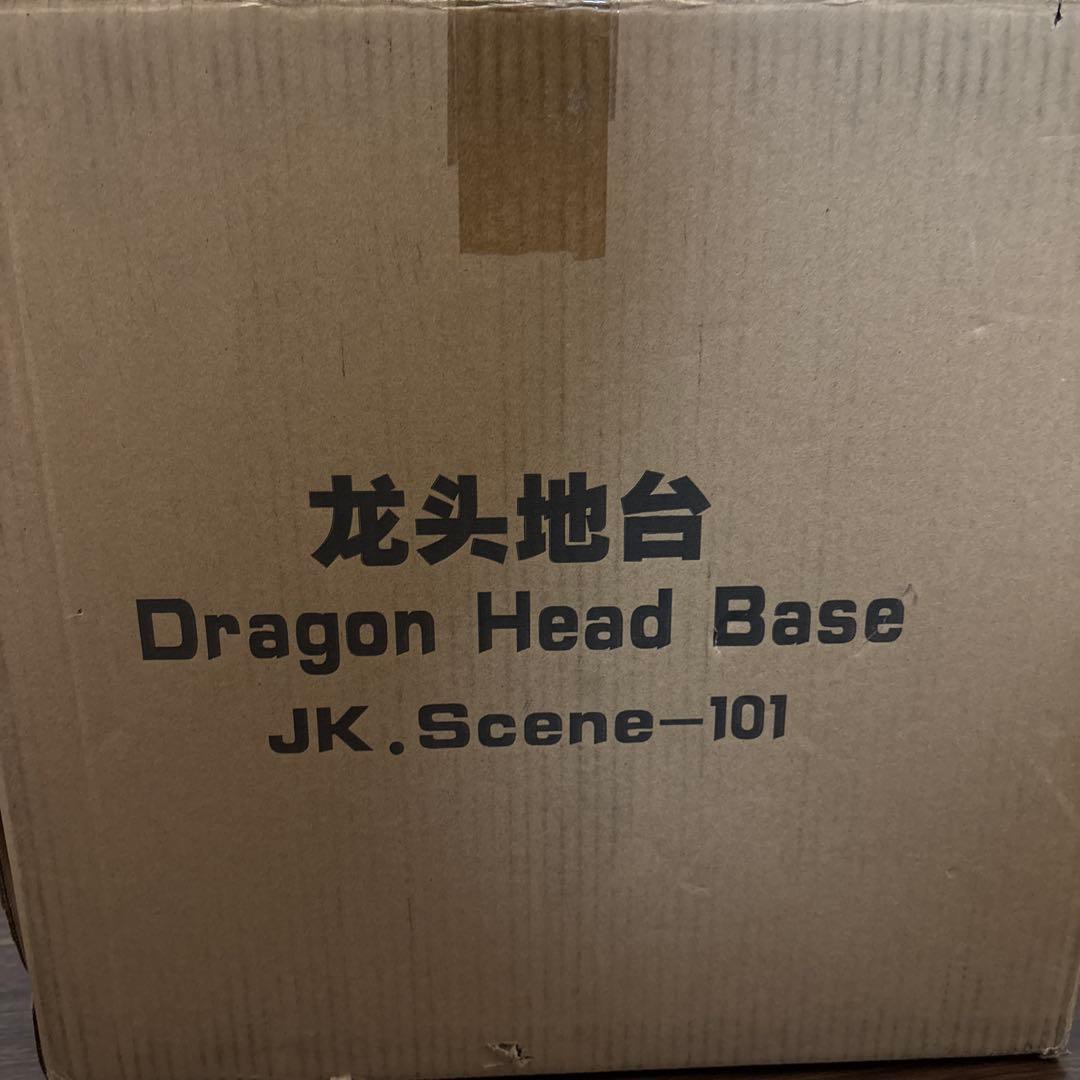 龙头地台
Dragon Head Base
JK.Scene-101